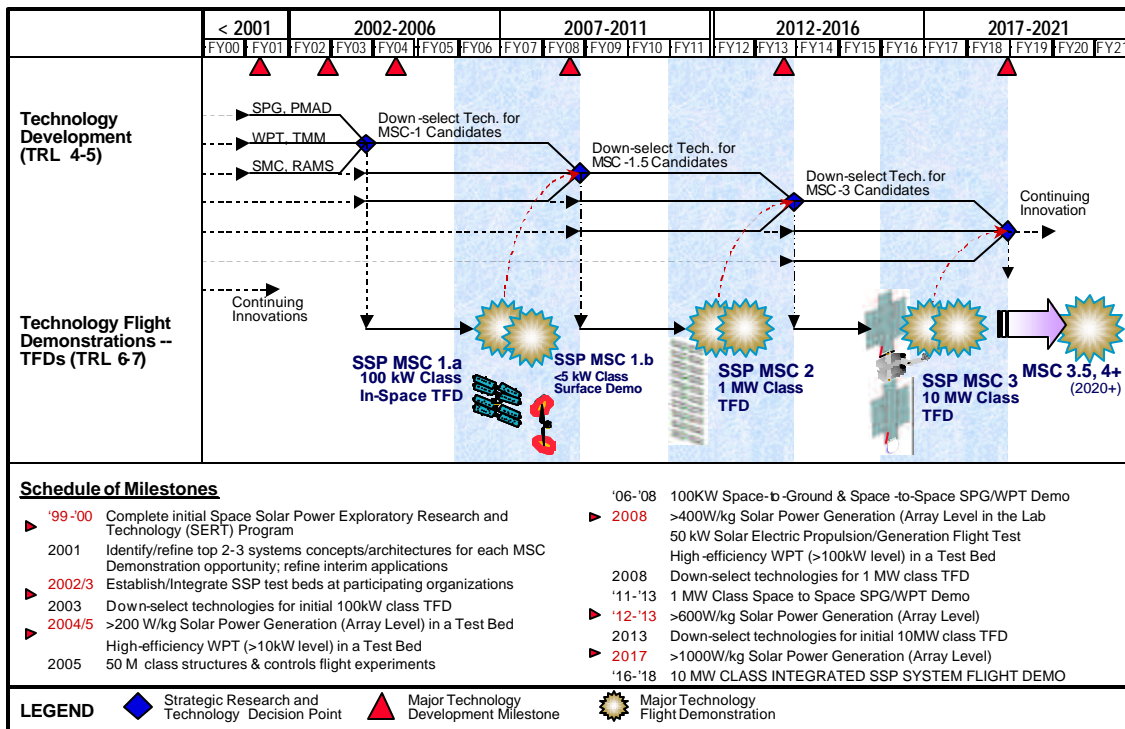 < 2001 2002-2006 2007-2011 2012-2016 2017-2021
FY00 FY01 FY02 FY03 FY04 FY05 FY06 FY07 FY08 FY09 FY10 FY11 FY12 FY13 FY14 FY15 FY16 FY17 FY18 FY19 FY20 FY21
Technology
Development
(TRL 4-5)
SPG, PMAD
WPT, TMM
SMC, RAMS
Down-select Tech. for
MSC-1 Candidates
Down-select Tech. for
MSC-1.5 Candidates
Down-select Tech. for
MSC-3 Candidates
Continuing
Innovation
Continuing
Innovations
Technology Flight
Demonstrations --
TFDs (TRL 6-7)
SSP MSC 1.a
100 kW Class
In-Space TFD
SSP MSC 1.b
<5 kW Class
Surface Demo
SSP MSC 2
1 MW Class
TFD
SSP MSC 3
10 MW Class
TFD
MSC 3.5, 4+
(2020+)
Schedule of Milestones
'99-'00 Complete initial Space Solar Power Exploratory Research and
Technology (SERT) Program
2001 Identify/refine top 2-3 systems concepts/architectures for each MSC
Demonstration opportunity; refine interim applications
2002/3 Establish/Integrate SSP test beds at participating organizations
2003 Down-select technologies for initial 100kW class TFD
2004/5 >200 W/kg Solar Power Generation (Array Level) in a Test Bed
High-efficiency WPT (>10kW level) in a Test Bed
2005 50 M class structures & controls flight experiments
'06-'08 100KW Space-to-Ground & Space-to-Space SPG/WPT Demo
2008 >400W/kg Solar Power Generation (Array Level in the Lab
50 kW Solar Electric Propulsion/Generation Flight Test
High-efficiency WPT (>100kW level) in a Test Bed
2008 Down-select technologies for 1 MW class TFD
'11-'13 1 MW Class Space to Space SPG/WPT Demo
'12-'13 >600W/kg Solar Power Generation (Array Level)
2013 Down-select technologies for initial 10MW class TFD
2017 >1000W/kg Solar Power Generation (Array Level)
'16-'18 10 MW CLASS INTEGRATED SSP SYSTEM FLIGHT DEMO
LEGEND
Strategic Research and
Technology Decision Point
Major Technology
Development Milestone
Major Technology
Flight Demonstration